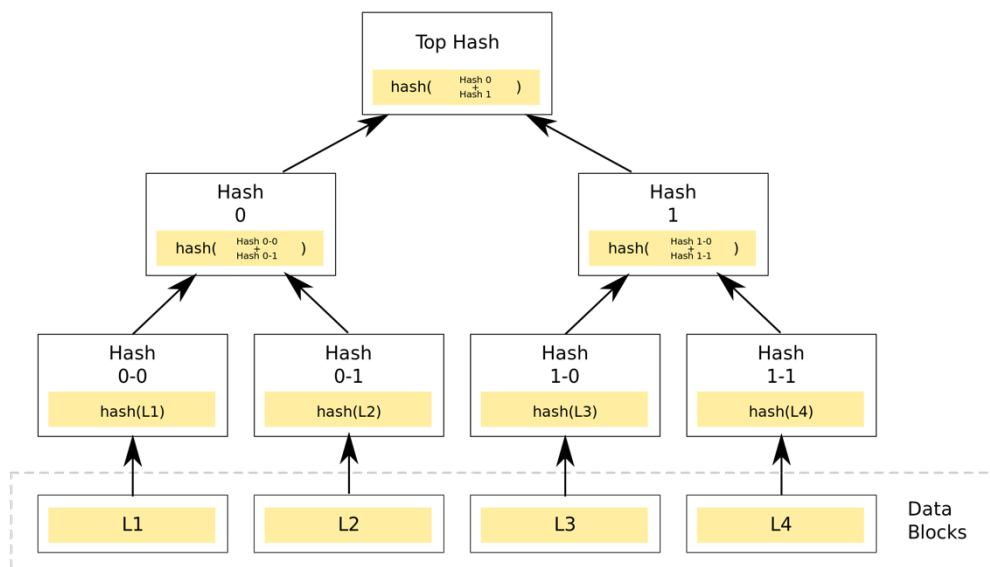 Top Hash
hash( Hash 0 + Hash 1 )
Hash
0
hash( Hash 0-0 + Hash 0-1 )
Hash
1
hash( Hash 1-0 + Hash 1-1 )
Hash
0-0
hash(L1)
Hash
0-1
hash(L2)
Hash
1-0
hash(L3)
Hash
1-1
hash(L4)
L1
L2
L3
L4
Data
Blocks